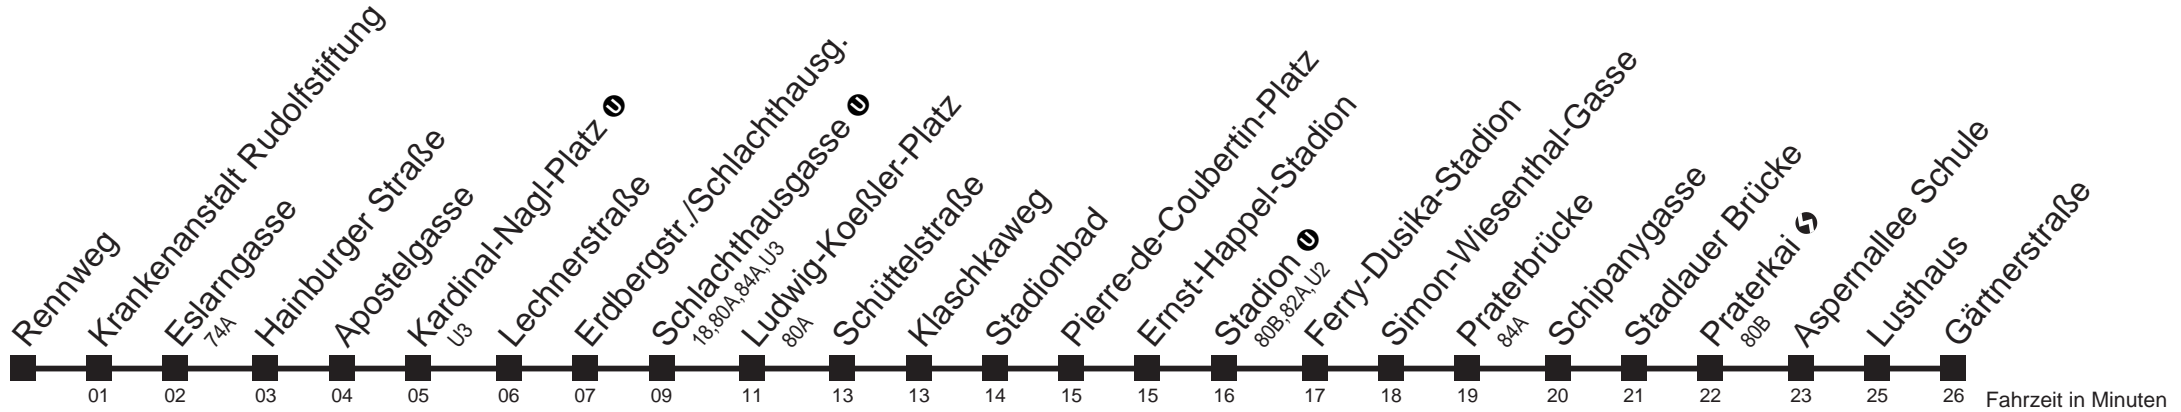 Rennweg
Krankenanstalt Rudolfstiftung
Eslarngasse
74A
Hainburger Straße
Apostelgasse
Kardinal-Nagl-Platz U
U3
Lechnerstraße
Erdbergstr./Schlachthausg.
Schlachthausgasse U
18,80A,84A,U3
Ludwig-Koeßler-Platz
80A
Schüttelstraße
Klaschkaweg
Stadionbad
Pierre-de-Coubertin-Platz
Ernst-Happel-Stadion
Stadion U
80B,82A,U2
Ferry-Dusika-Stadion
Simon-Wiesenthal-Gasse
Praterbrücke
84A
Schipanygasse
Stadlauer Brücke
Praterkai
80B
Aspernallee Schule
Lusthaus
Gärtnerstraße
01 02 03 04 05 06 07 09 11 13 13 14 15 15 16 17 18 19 20 21 22 23 25 26 Fahrzeit in Minuten